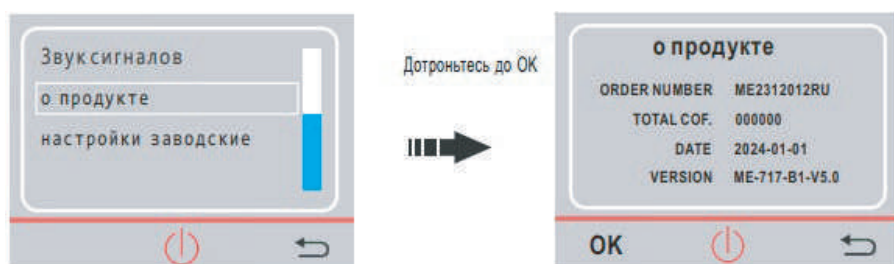 Звук сигналов
о продукте
настройки заводские
Дотроньтесь до ОК
о продукте
ORDER NUMBER ME2312012RU
TOTAL COF. 000000
DATE 2024-01-01
VERSION ME-717-B1-V5.0
OK